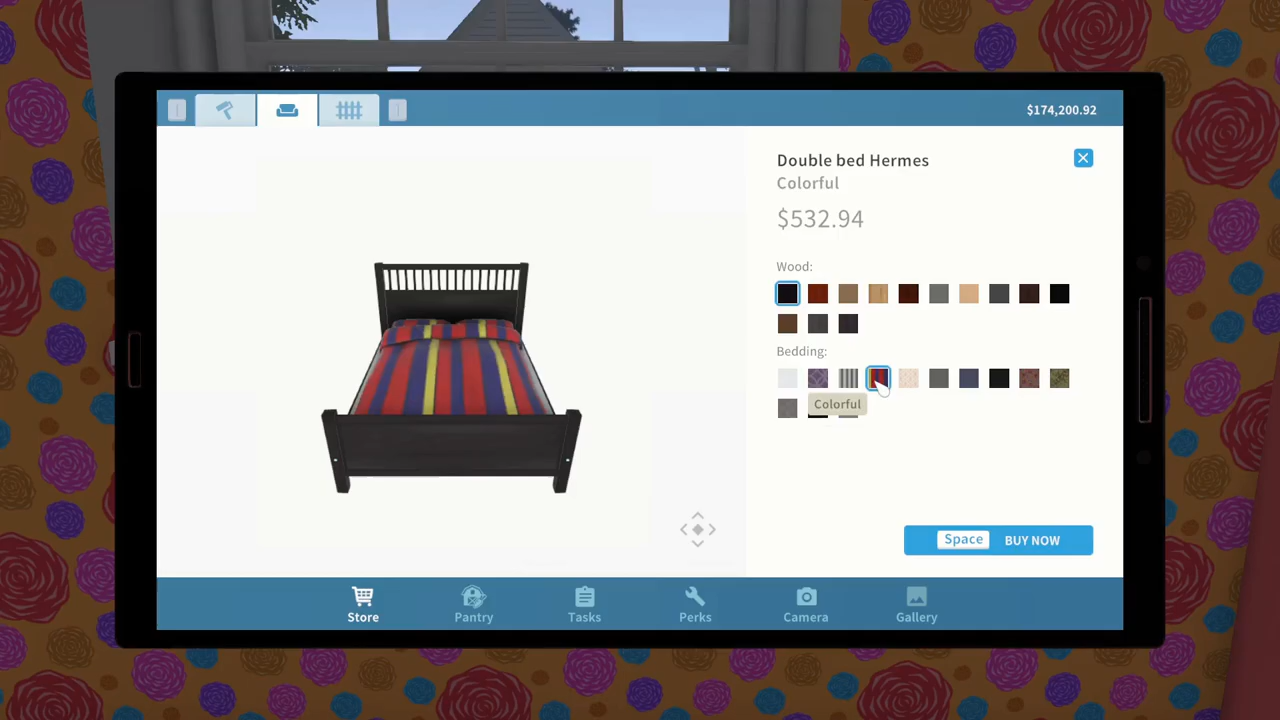 $174,200.92
Double bed Hermes
Colorful
$532.94
Wood:
Bedding:
Colorful
Space BUY NOW
Store
Pantry
Tasks
Perks
Camera
Gallery